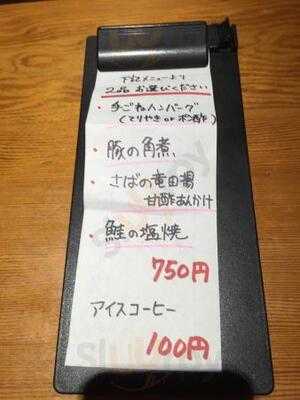 下記メニューより
2品 お選びください
・手ごねハンバーグ
(てりやき or ポン酢)
・豚の角煮
・さばの竜田揚
甘酢あんかけ
・鮭の塩焼
750円
アイスコーヒー
100円